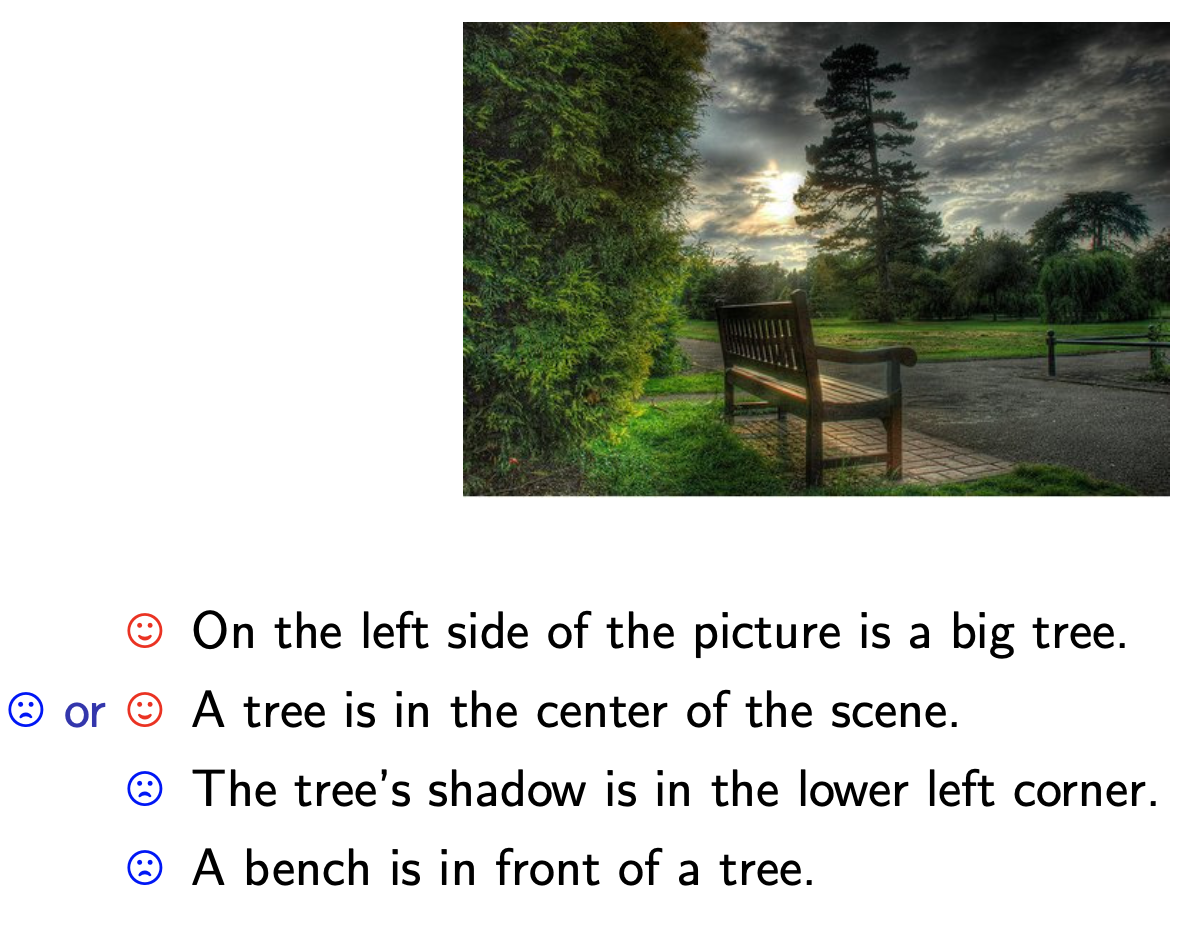 On the left side of the picture is a big tree.
or A tree is in the center of the scene.
The tree's shadow is in the lower left corner.
A bench is in front of a tree.